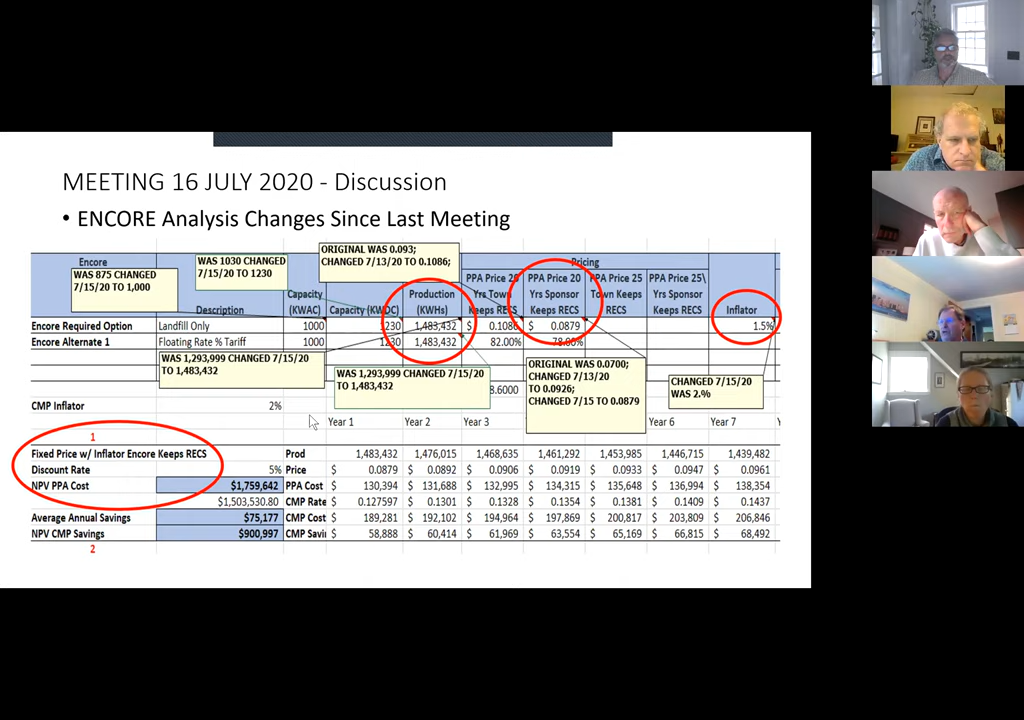 MEETING 16 JULY 2020 - Discussion
• ENCORE Analysis Changes Since Last Meeting
ORIGINAL WAS 0.093;
CHANGED 7/13/20 TO 0.1086;
WAS 1030 CHANGED
7/15/20 TO 1230
WAS 875 CHANGED
7/15/20 TO 1,000
Encore
Pricing
Description
Capacity
(KWAC)
Capacity (KWDC)
Production
(KWHs)
PPA Price 20
Yrs Town
Keeps RECS
PPA Price 20
Yrs Sponsor
Keeps RECS
PPA Price 25
Town Keeps
RECS
PPA Price 25\
Yrs Sponsor
Keeps RECS
Inflator
Encore Required Option Landfill Only 1000 1230 1,483,432 $ 0.1086 $ 0.0879 1.5%
Encore Alternate 1 Floating Rate % Tariff 1000 1230 1,483,432 82.00% 78.00%
WAS 1,293,999 CHANGED 7/15/20
TO 1,483,432
WAS 1,293,999 CHANGED 7/15/20
TO 1,483,432
ORIGINAL WAS 0.0700;
CHANGED 7/13/20
TO 0.0926;
CHANGED 7/15 TO 0.0879
CHANGED 7/15/20
WAS 2.%
8.6000
CMP Inflator 2%
Year 1 Year 2 Year 3 Year 6 Year 7
1
Fixed Price w/ Inflator Encore Keeps RECS Prod 1,483,432 1,476,015 1,468,635 1,461,292 1,453,985 1,446,715 1,439,482
Discount Rate 5% Price $ 0.0879 $ 0.0892 $ 0.0906 $ 0.0919 $ 0.0933 $ 0.0947 $ 0.0961
NPV PPA Cost $1,759,642 PPA Cost $ 130,394 $ 131,688 $ 132,995 $ 134,315 $ 135,648 $ 136,994 $ 138,354
$1,503,530.80 CMP Rate $ 0.127597 $ 0.1301 $ 0.1328 $ 0.1354 $ 0.1381 $ 0.1409 $ 0.1437
Average Annual Savings $75,177 CMP Cost $ 189,281 $ 192,102 $ 194,964 $ 197,869 $ 200,817 $ 203,809 $ 206,846
NPV CMP Savings $900,997 CMP Savi $ 58,888 $ 60,414 $ 61,969 $ 63,554 $ 65,169 $ 66,815 $ 68,492
2